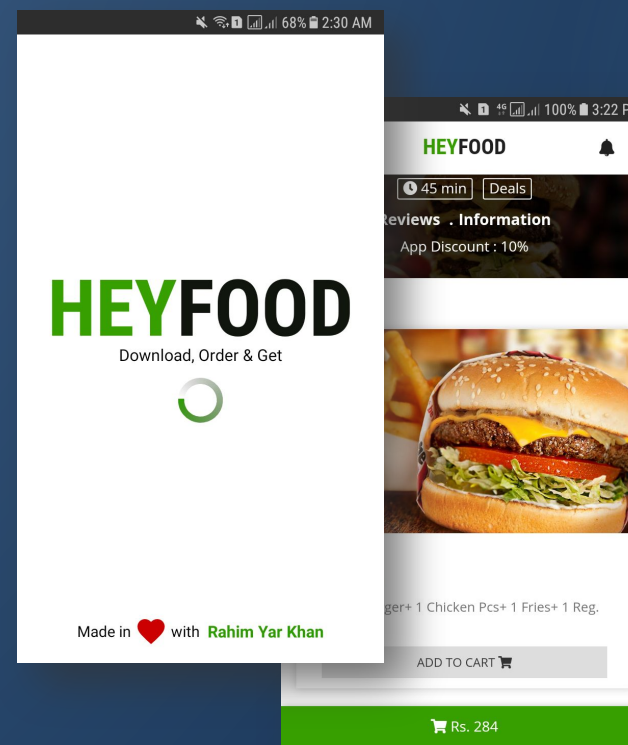 68% 2:30 AM
HEYFOOD
Download, Order & Get
Made in with Rahim Yar Khan
1 4G 100% 3:22
HEYFOOD
45 min Deals
Reviews . Information
App Discount : 10%
1 Chicken Pcs+ 1 Fries+ 1 Reg.
ADD TO CART
Rs. 284